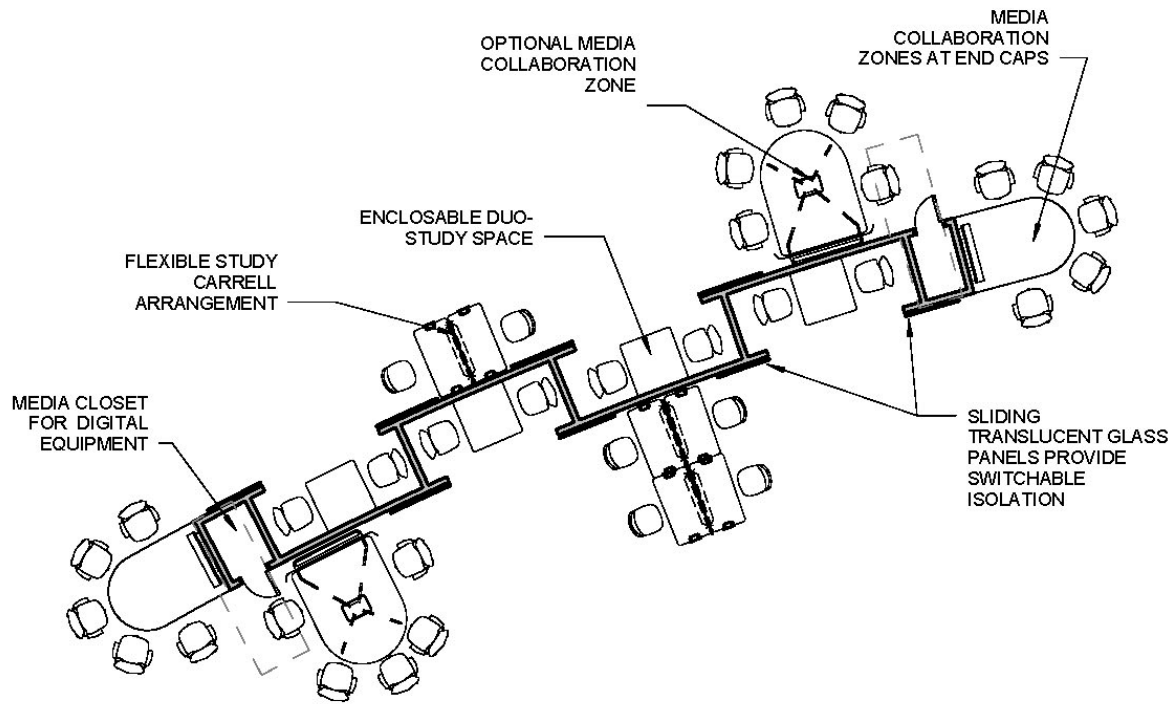 OPTIONAL MEDIA
COLLABORATION
ZONE
MEDIA
COLLABORATION
ZONES AT END CAPS
ENCLOSABLE DUO-
STUDY SPACE
FLEXIBLE STUDY
CARRELL
ARRANGEMENT
MEDIA CLOSET
FOR DIGITAL
EQUIPMENT
SLIDING
TRANSLUCENT GLASS
PANELS PROVIDE
SWITCHABLE
ISOLATION